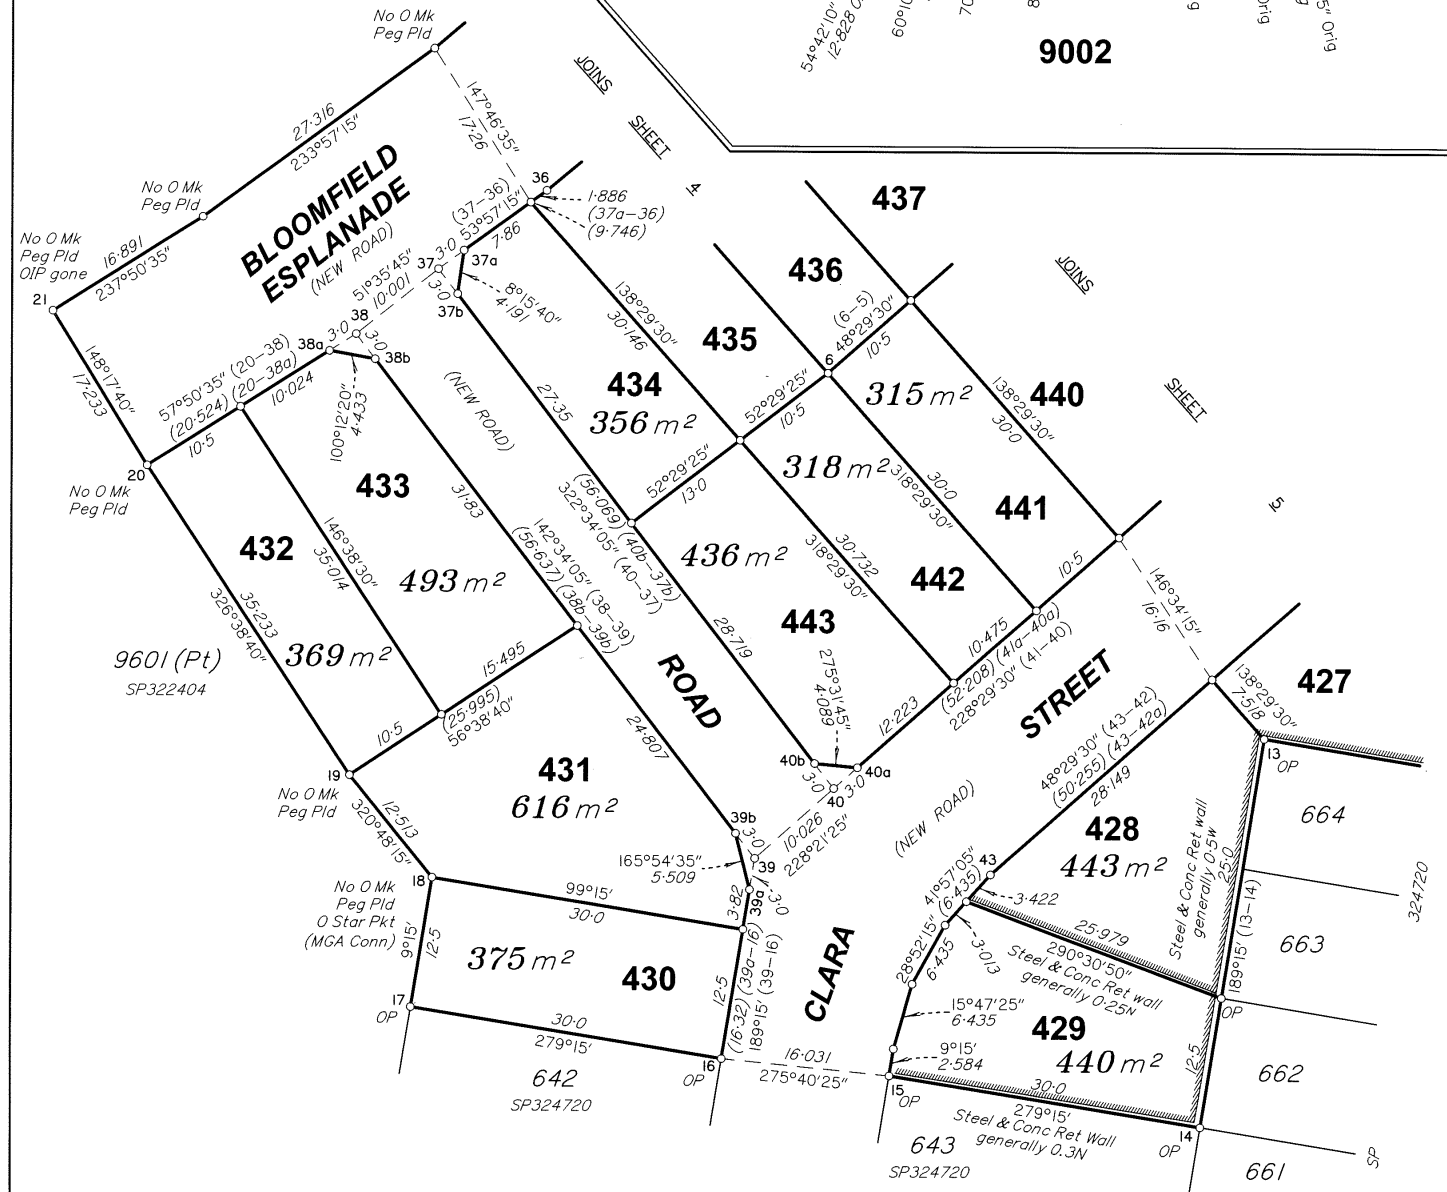 No O Mk
Peg Pld
27·316
233°57'15"
147°46'35"
17·26
JOINS
SHEET
4
54°42'10"
12·828
60°10
70
8
g
rig
g
5" Orig
9002
No O Mk
Peg Pld
No O Mk
Peg Pld
OIP gone
21
16·891
237°50'35"
BLOOMFIELD
ESPLANADE
(NEW ROAD)
(37-36)
53°57'15"
7·86
36
1·886
(37a-36)
(9·746)
437
436
435
JOINS
SHEET
5
51°35'45"
10·001
3·0
37
37a
3·0
37b
8°15'40"
4·191
38
3·0
38a
3·0
38b
148°17'40"
17·233
57°50'35" (20-38)
(20·524) (20-38a)
10·024
10·5
100°12'20"
4·433
20
No O Mk
Peg Pld
138°29'30"
30·146
434
356 m²
27·35
(NEW ROAD)
(6-5)
48°29'30"
10·5
6
315 m²
52°29'25"
10·5
138°29'30"
30·0
440
433
31·83
432
146°38'30"
35·014
493 m²
52°29'25"
13·0
318 m²
30·0
318°29'30"
441
(56·069) (40b-37b)
322°34'05" (40-37)
142°34'05" (38-39)
(56·637) (38b-39b)
436 m²
30·732
318°29'30"
442
10·5
146°34'15"
16·16
35·233
326°38'40"
369 m²
9601 (Pt)
SP322404
15·495
(25·995)
56°38'40"
10·5
28·719
443
10·475
(52·208) (41a-40a)
228°29'30" (41-40)
275°31'45"
4·089
12·223
ROAD
STREET
138°29'30"
7·518
427
24·807
431
616 m²
40b
40a
3·0
40
3·0
48°29'30" (43-42)
(50·255) (43-42a)
28·149
13
OP
664
19
No O Mk
Peg Pld
12·513
320°48'15"
39b
3·0
39
10·026
228°21'25"
(NEW ROAD)
428
443 m²
Steel & Conc Ret wall
generally 0.5W
25·0
324720
165°54'35"
5·509
39a
3·0
3·82
43
41°57'05"
(6·435)
3·422
18
No O Mk
Peg Pld
O Star Pkt
(MGA Conn)
99°15'
30·0
9°15'
12·5
375 m²
430
12·5
(16·32) (39a-16)
189°15' (39-16)
CLARA
28°52'15"
6·435
3·013
25·979
290°30'50"
Steel & Conc Ret wall
generally 0·25N
189°15' (13-14)
663
OP
17
OP
30·0
279°15'
16
OP
16·031
275°40'25"
15°47'25"
6·435
9°15'
2·584
429
440 m²
12·5
662
642
SP324720
15
OP
30·0
279°15'
Steel & Conc Ret Wall
generally 0.3N
14
OP
643
SP324720
661
SP